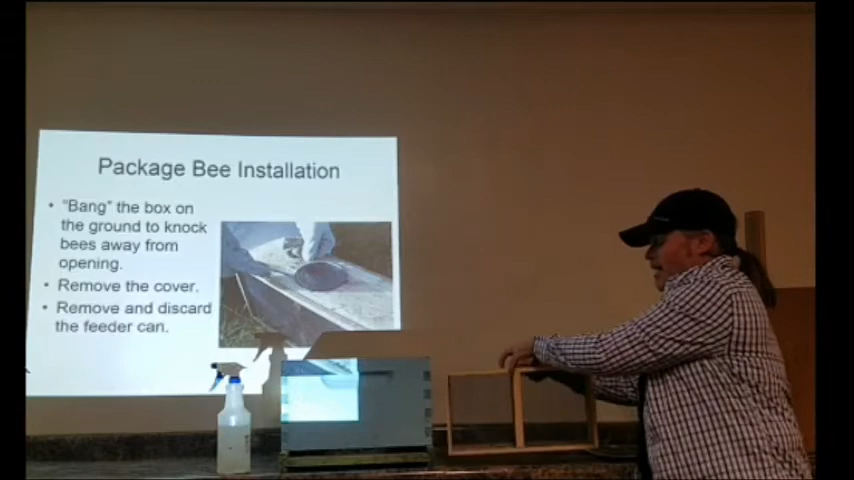 Package Bee Installation
• "Bang" the box on
the ground to knock
bees away from
opening.
• Remove the cover.
• Remove and discard
the feeder can.